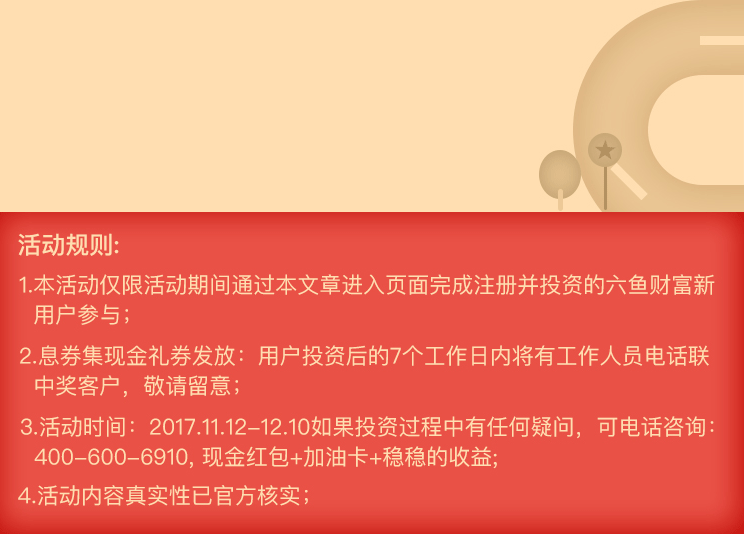 活动规则:
1.本活动仅限活动期间通过本文章进入页面完成注册并投资的六鱼财富新
用户参与；
2.息券集现金礼券发放：用户投资后的7个工作日内将有工作人员电话联
中奖客户，敬请留意；
3.活动时间：2017.11.12-12.10如果投资过程中有任何疑问，可电话咨询：
400-600-6910, 现金红包+加油卡+稳稳的收益;
4.活动内容真实性已官方核实；